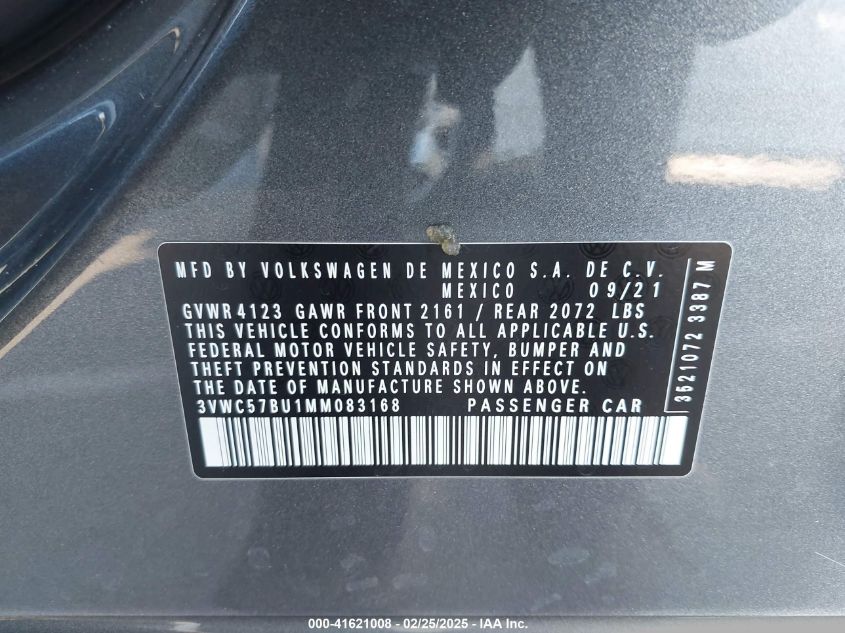 MFD BY VOLKSWAGEN DE MEXICO S.A. DE C.V.
MEXICO 09/21
GVWR 4123 GAWR FRONT 2161 / REAR 2072 LBS
THIS VEHICLE CONFORMS TO ALL APPLICABLE U.S.
FEDERAL MOTOR VEHICLE SAFETY, BUMPER AND
THEFT PREVENTION STANDARDS IN EFFECT ON
THE DATE OF MANUFACTURE SHOWN ABOVE.
3VWC57BU1MM083168 PASSENGER CAR
3521072 3387 M
000-41621008 - 02/25/2025 - IAA Inc.